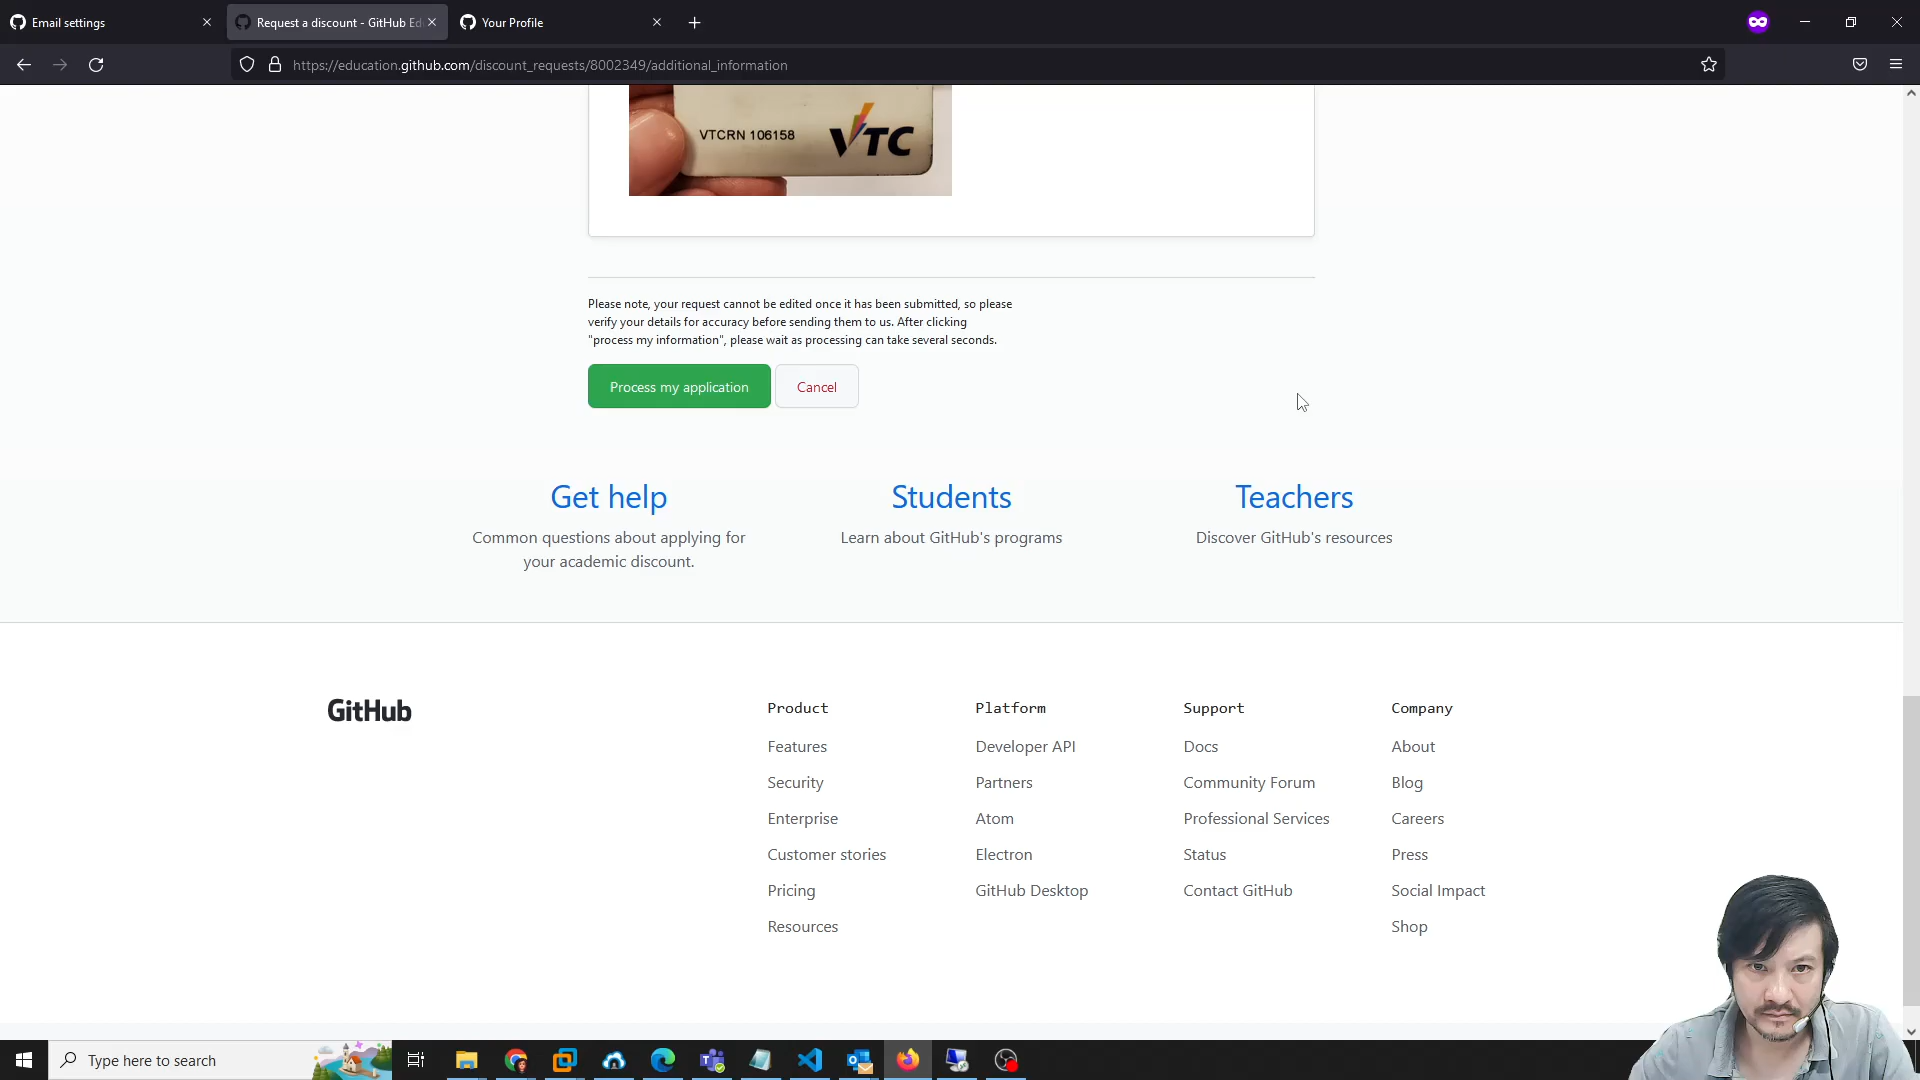 Email settings
Request a discount - GitHub Ed
Your Profile
https://education.github.com/discount_requests/8002349/additional_information
VTCRN 106158
VTC
Please note, your request cannot be edited once it has been submitted, so please
verify your details for accuracy before sending them to us. After clicking
"process my information", please wait as processing can take several seconds.
Process my application
Cancel
Get help
Common questions about applying for
your academic discount.
Students
Learn about GitHub's programs
Teachers
Discover GitHub's resources
GitHub
Product
Features
Security
Enterprise
Customer stories
Pricing
Resources
Platform
Developer API
Partners
Atom
Electron
GitHub Desktop
Support
Docs
Community Forum
Professional Services
Status
Contact GitHub
Company
About
Blog
Careers
Press
Social Impact
Shop
Type here to search